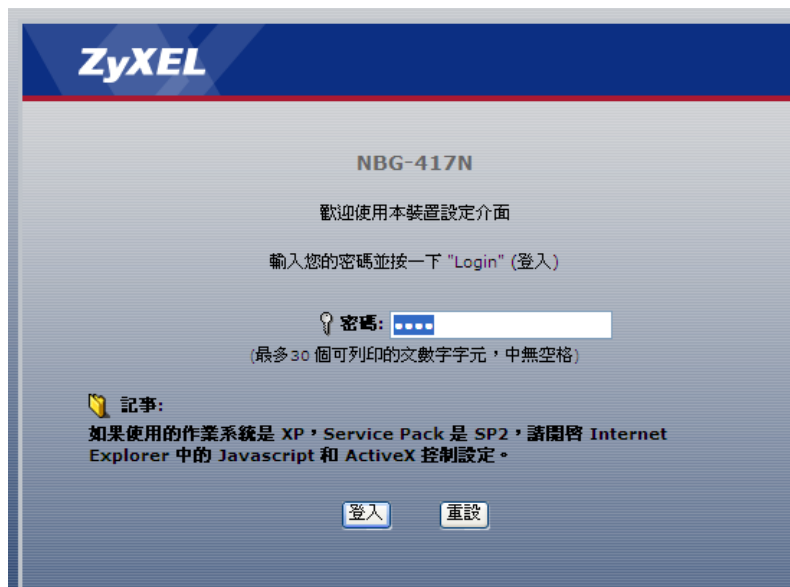 ZyXEL
NBG-417N
歡迎使用本裝置設定介面
輸入您的密碼並按一下 "Login" (登入)
密碼:
(最多30 個可列印的文數字字元，中無空格)
記事:
如果使用的作業系統是 XP，Service Pack 是 SP2，請開啓 Internet
Explorer 中的 Javascript 和 ActiveX 控制設定。
登入 重設